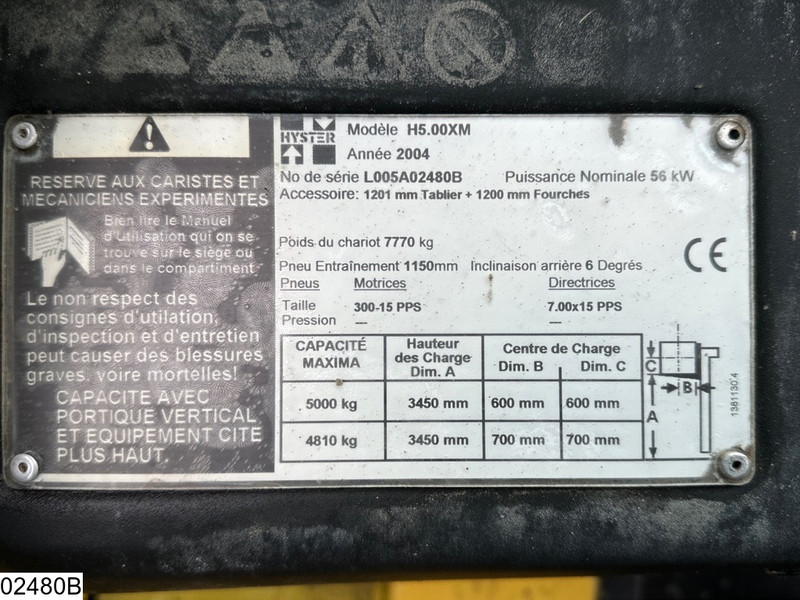 RESERVE AUX CARISTES ET
MECANICIENS EXPERIMENTES
Bien lire le Manuel
d'Utilisation qui on se
trouve sur le siège ou
dans le compartiment
Le non respect des
consignes d'utilation,
d'inspection et d'entretien
peut causer des blessures
graves, voire mortelles!
CAPACITE AVEC
PORTIQUE VERTICAL
ET EQUIPEMENT CITE
PLUS HAUT.
HYSTER
Modèle H5.00XM
Année 2004
No de série L005A02480B Puissance Nominale 56 kW
Accessoire: 1201 mm Tablier + 1200 mm Fourches
Poids du chariot 7770 kg
CE
Pneu Entraînement 1150mm Inclinaison arrière 6 Degrés
Pneus Motrices Directrices
Taille 300-15 PPS 7.00x15 PPS
Pression — —
CAPACITÉ MAXIMA Hauteur des Charge Dim. A Centre de Charge Dim. B Dim. C
5000 kg 3450 mm 600 mm 600 mm
4810 kg 3450 mm 700 mm 700 mm
C
B
A
1381130.4
02480B